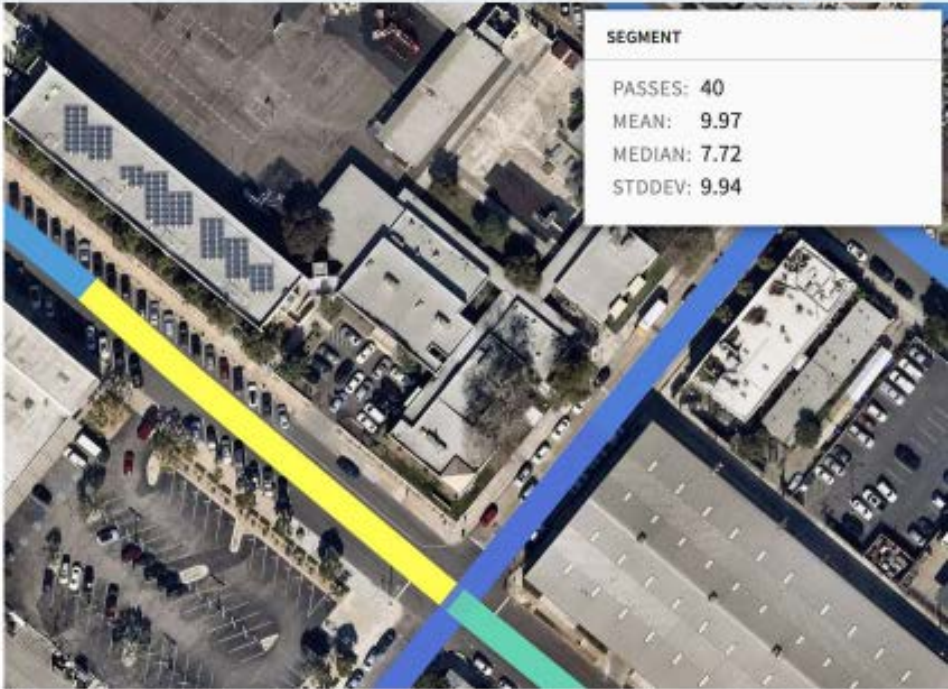 SEGMENT
PASSES: 40
MEAN: 9.97
MEDIAN: 7.72
STDDEV: 9.94